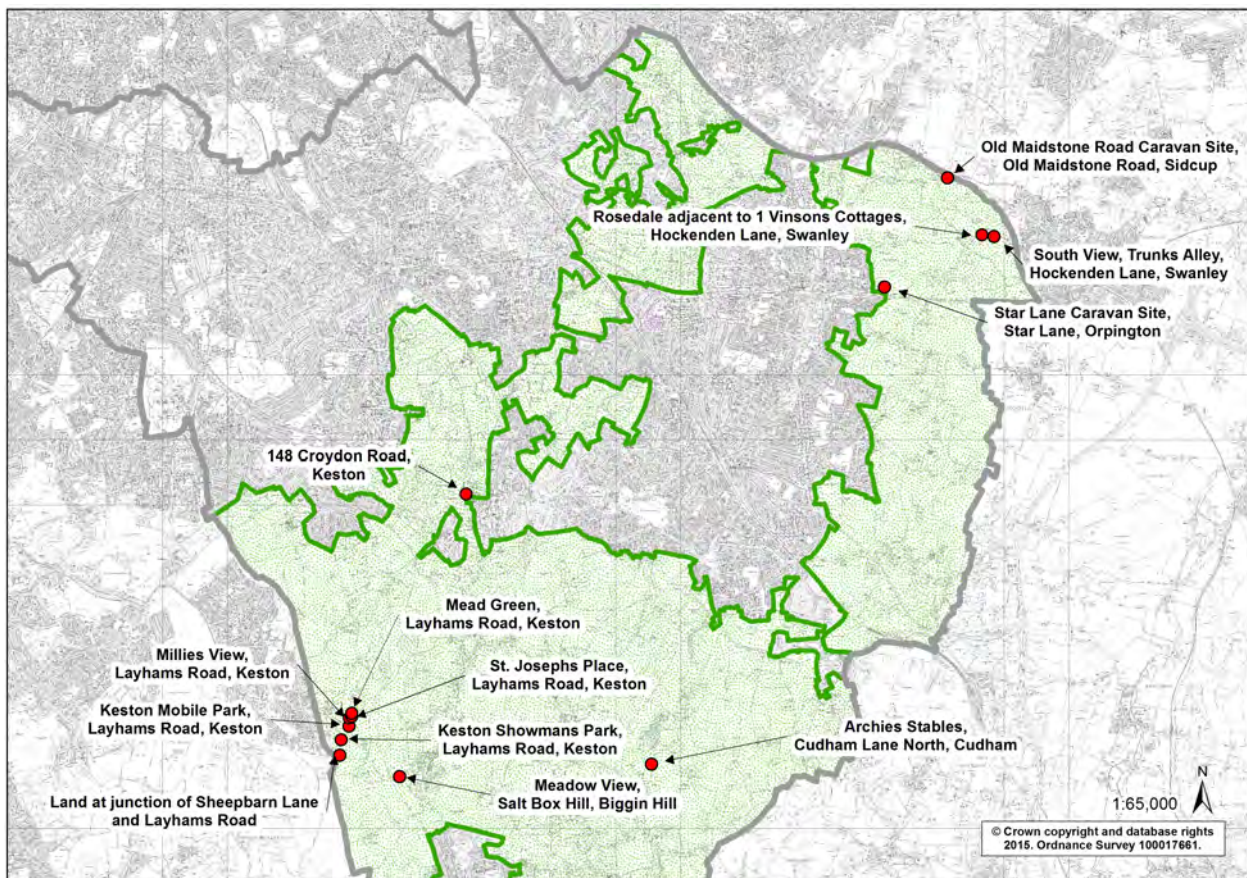 Old Maidstone Road Caravan Site,
Old Maidstone Road, Sidcup
Rosedale adjacent to 1 Vinsons Cottages,
Hockenden Lane, Swanley
South View, Trunks Alley,
Hockenden Lane, Swanley
Star Lane Caravan Site,
Star Lane, Orpington
148 Croydon Road,
Keston
Mead Green,
Layhams Road, Keston
Millies View,
Layhams Road, Keston
St. Josephs Place,
Layhams Road, Keston
Keston Mobile Park,
Layhams Road, Keston
Keston Showmans Park,
Layhams Road, Keston
Archies Stables,
Cudham Lane North, Cudham
Meadow View,
Salt Box Hill, Biggin Hill
Land at junction of Sheepbarn Lane
and Layhams Road
N
1:65,000
© Crown copyright and database rights
2015. Ordnance Survey 100017661.